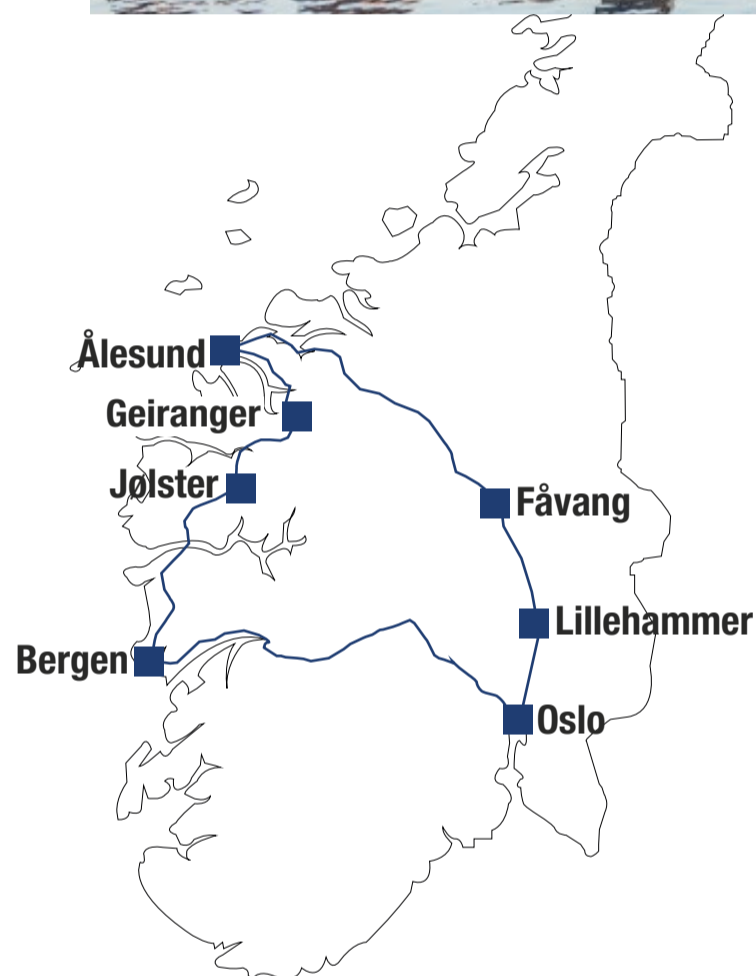 Ålesund
Geiranger
Jølster
Fåvang
Lillehammer
Bergen
Oslo